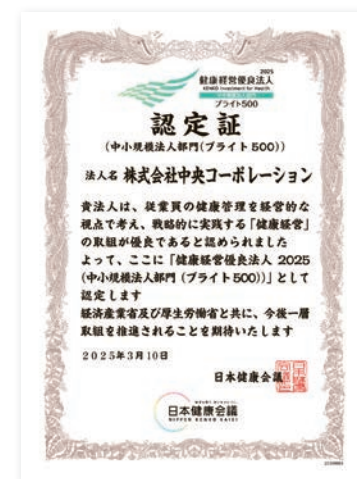 2025
健康経営優良法人
KENKO Investment for Health
中小規模法人部門
ブライト500
認定証
(中小規模法人部門(ブライト500))
法人名 株式会社中央コーポレーション
貴法人は、従業員の健康管理を経営的な
視点で考え、戦略的に実践する「健康経営」
の取組が優良であると認められました
よって、ここに「健康経営優良法人 2025
(中小規模法人部門 (ブライト500))」として
認定します
経済産業省及び厚生労働省と共に、今後一層
取組を推進されることを期待いたします
2025年3月10日
日本健康会議
日本健康会議
NIPPON KENKO KAIGI